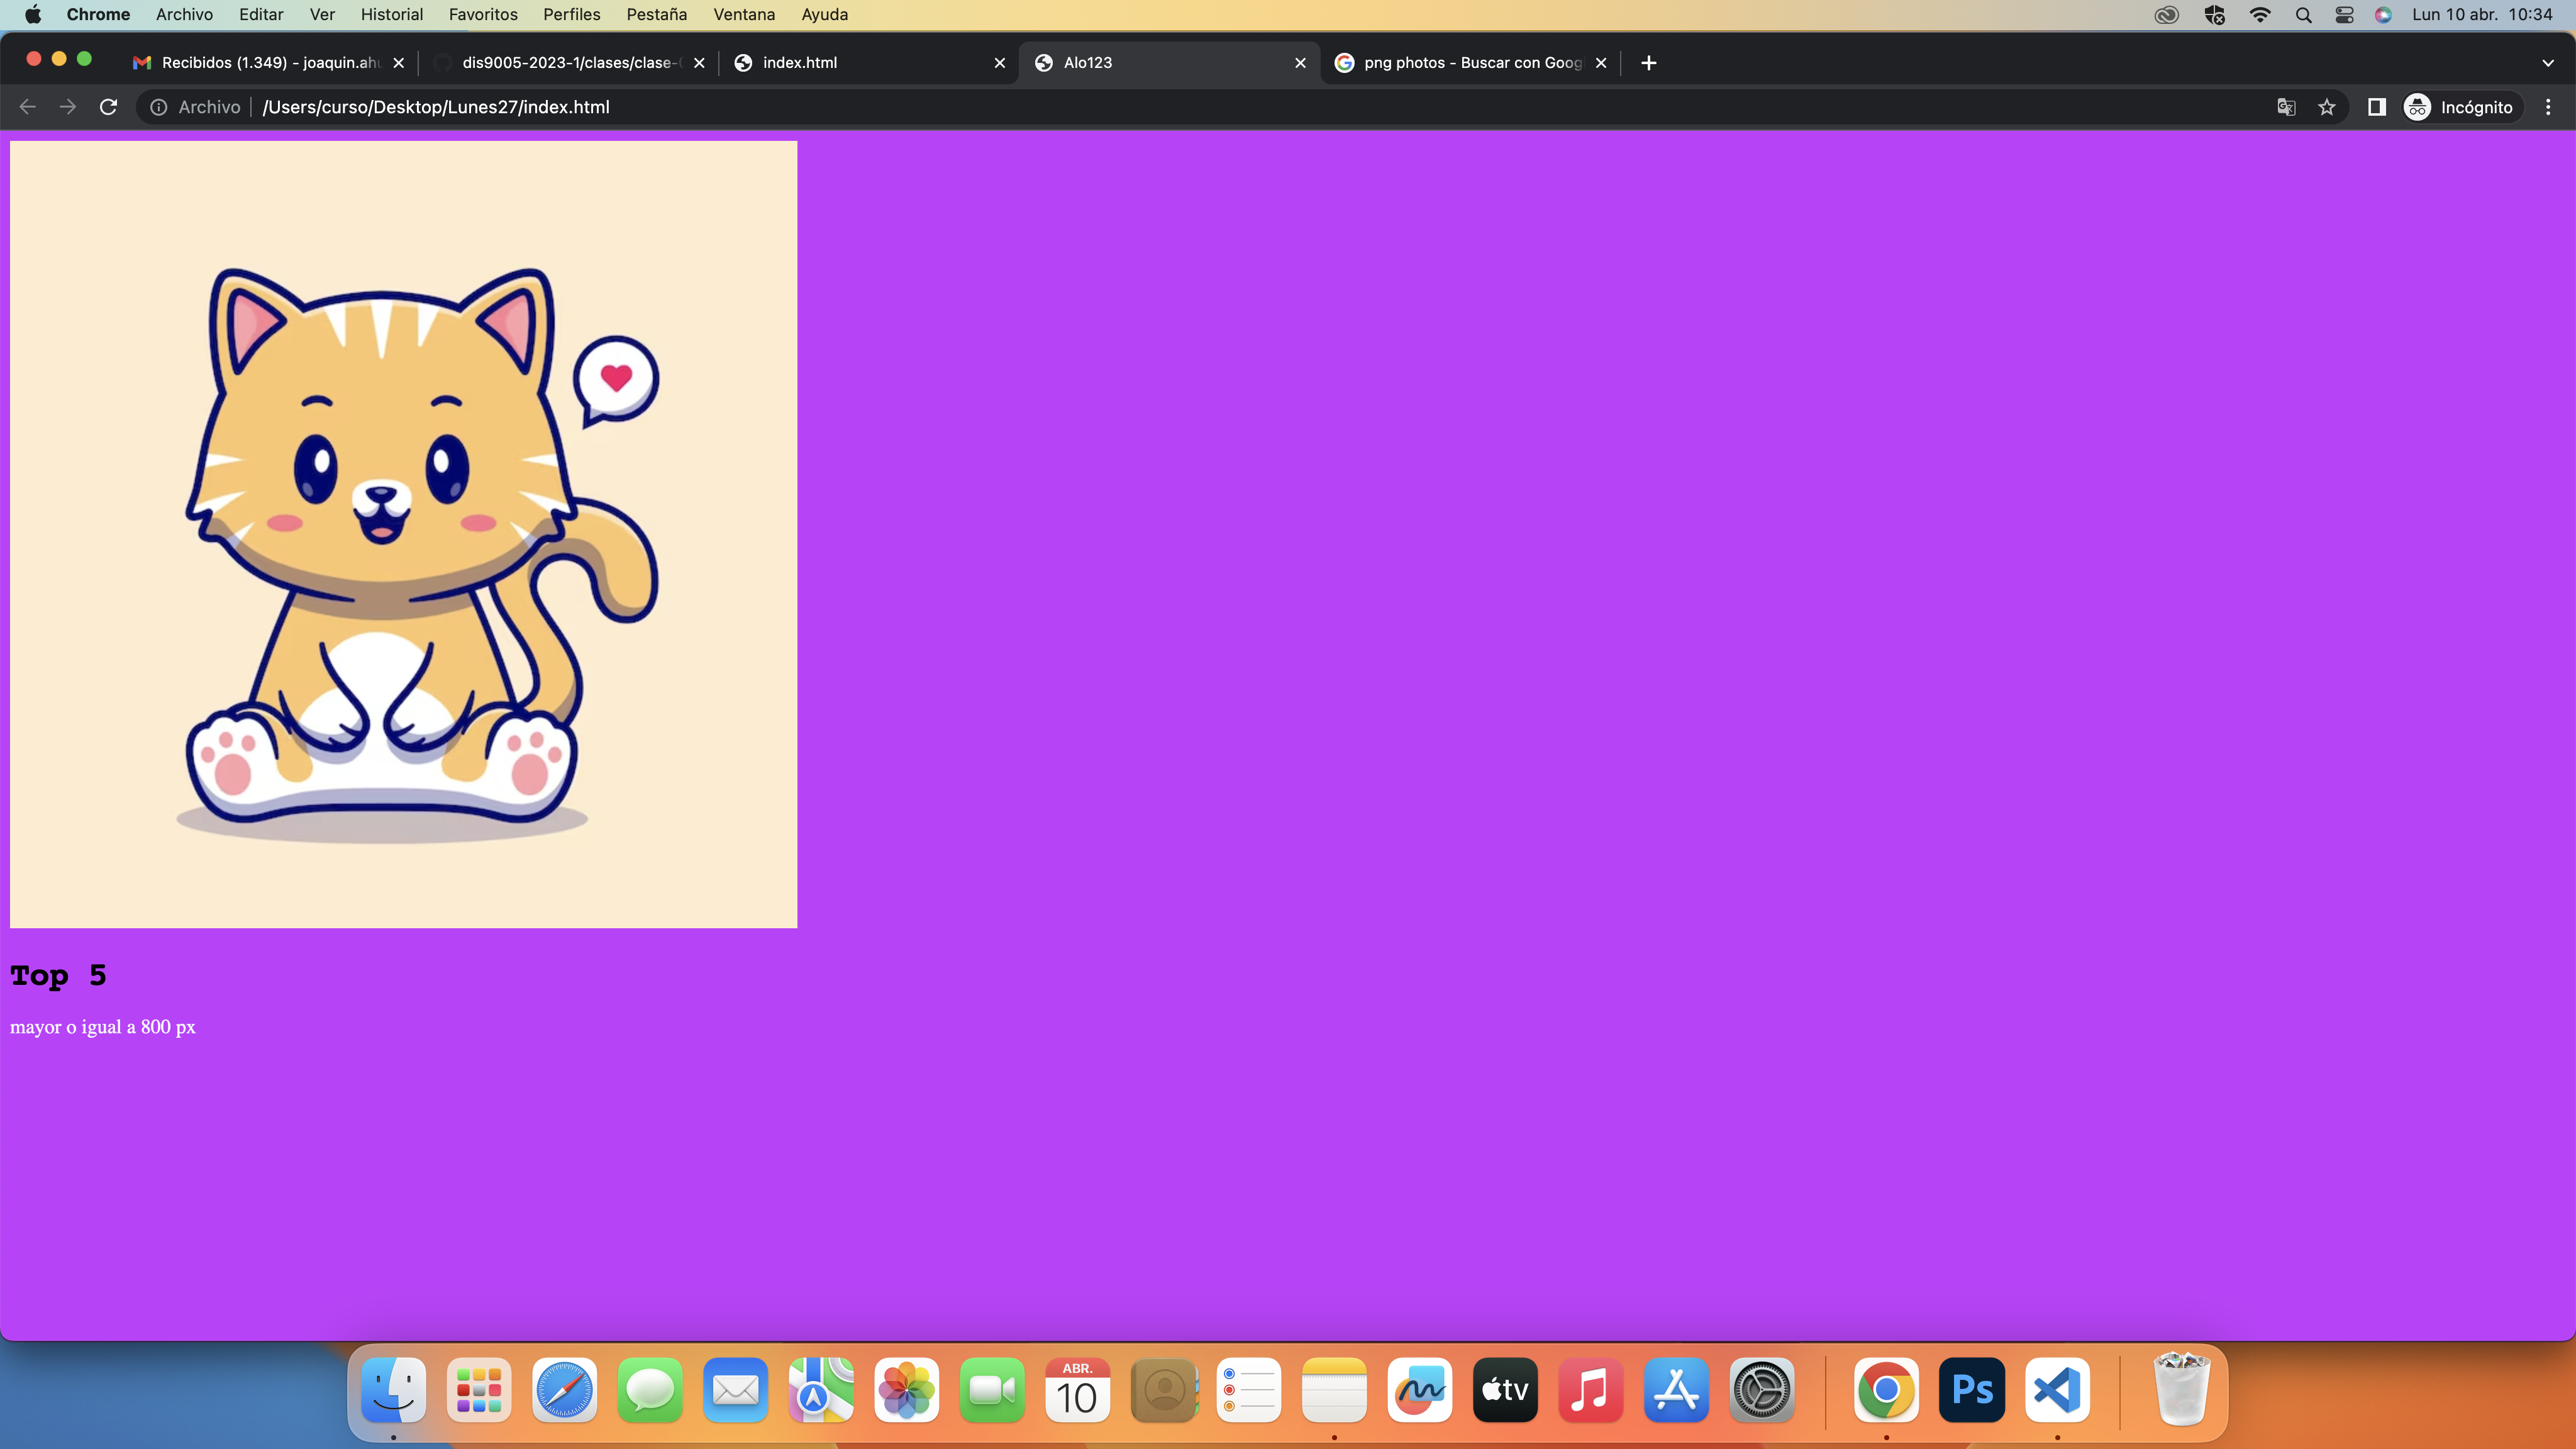 Chrome Archivo Editar Ver Historial Favoritos Perfiles Pestaña Ventana Ayuda Lun 10 abr. 10:34
Recibidos (1.349) - joaquin.ah
dis9005-2023-1/clases/clase-
index.html
Alo123
png photos - Buscar con Goog
Archivo /Users/curso/Desktop/Lunes27/index.html Incógnito
Top 5
mayor o igual a 800 px
ABR.
10
tv
Ps